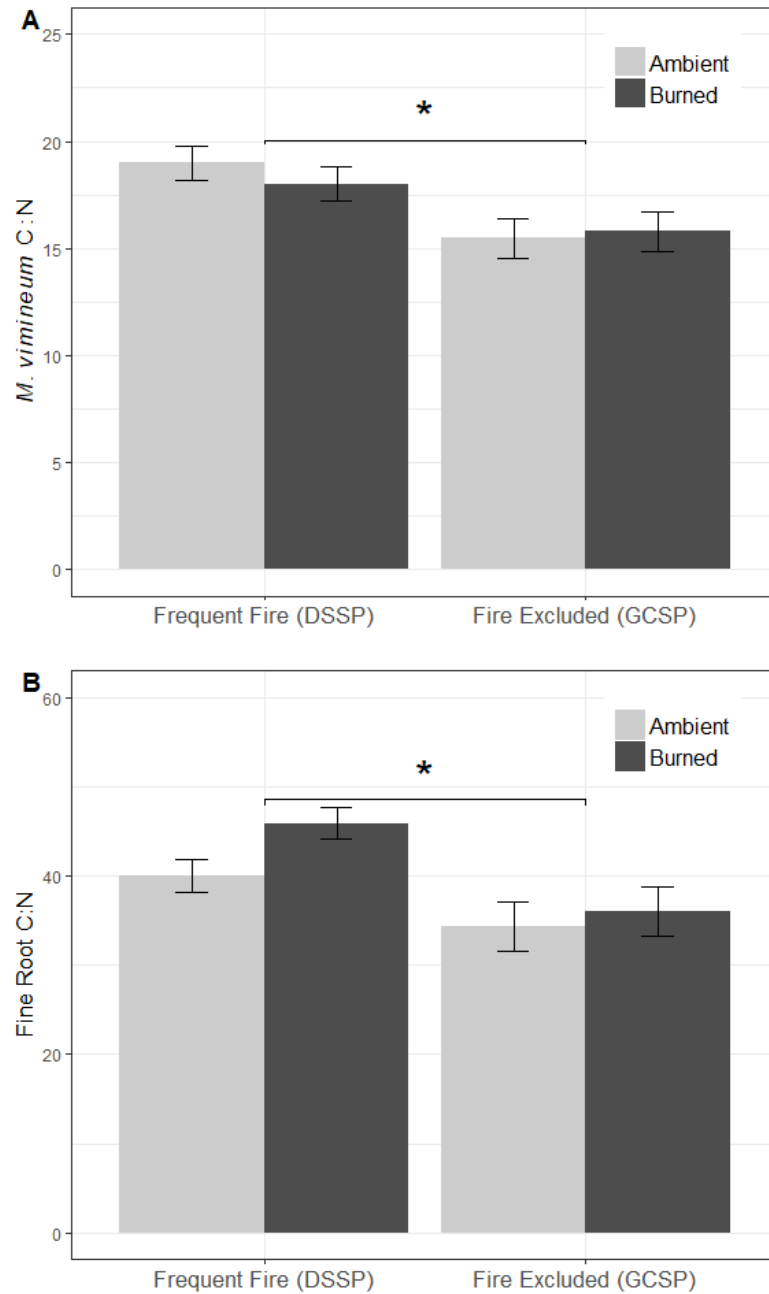 A
25
20
15
10
5
0
M. vimineum C:N
Ambient
Burned
*
Frequent Fire (DSSP)
Fire Excluded (GCSP)
B
60
40
20
0
Fine Root C:N
Ambient
Burned
*
Frequent Fire (DSSP)
Fire Excluded (GCSP)